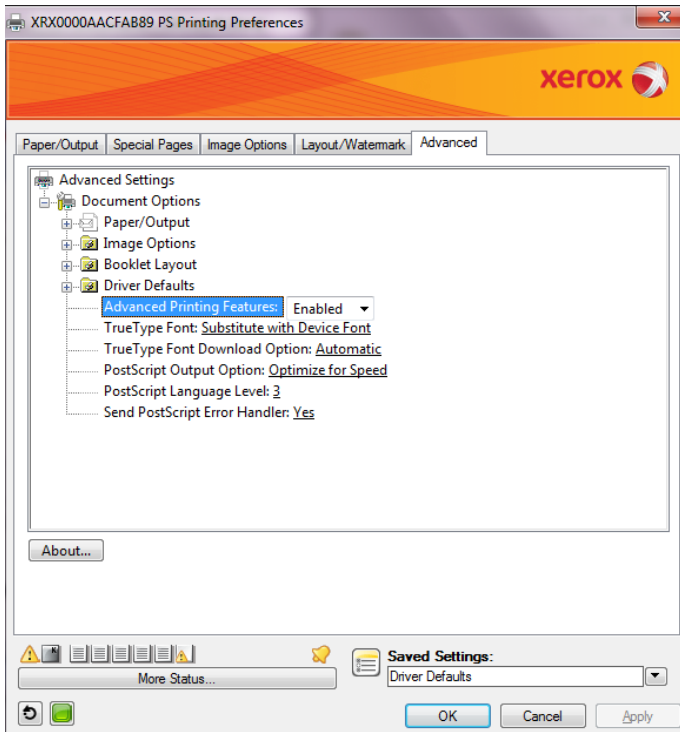 XRX0000AACFAB89 PS Printing Preferences
xerox
Paper/Output Special Pages Image Options Layout/Watermark Advanced
Advanced Settings
Document Options
Paper/Output
Image Options
Booklet Layout
Driver Defaults
Advanced Printing Features: Enabled
TrueType Font: Substitute with Device Font
TrueType Font Download Option: Automatic
PostScript Output Option: Optimize for Speed
PostScript Language Level: 3
Send PostScript Error Handler: Yes
About...
Saved Settings:
More Status... Driver Defaults
OK Cancel Apply